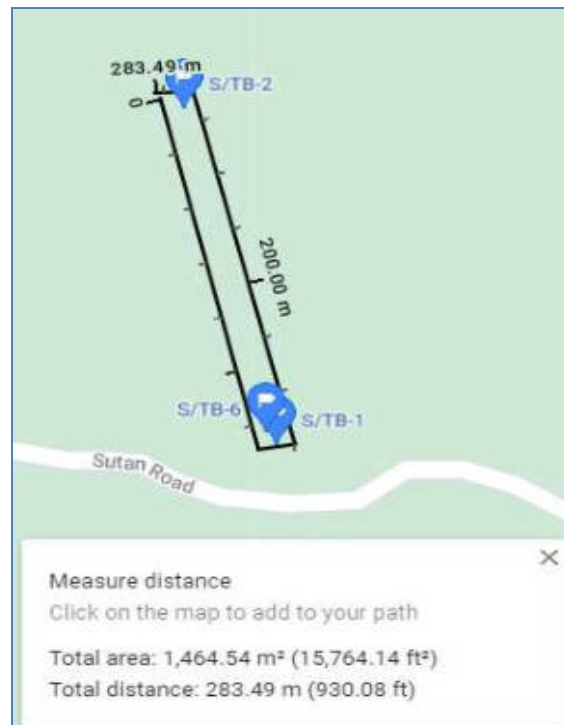 283.49 m
S/TB-2
0
200.00 m
S/TB-6
S/TB-1
Sutan Road
Measure distance
Click on the map to add to your path
Total area: 1,464.54 m² (15,764.14 ft²)
Total distance: 283.49 m (930.08 ft)